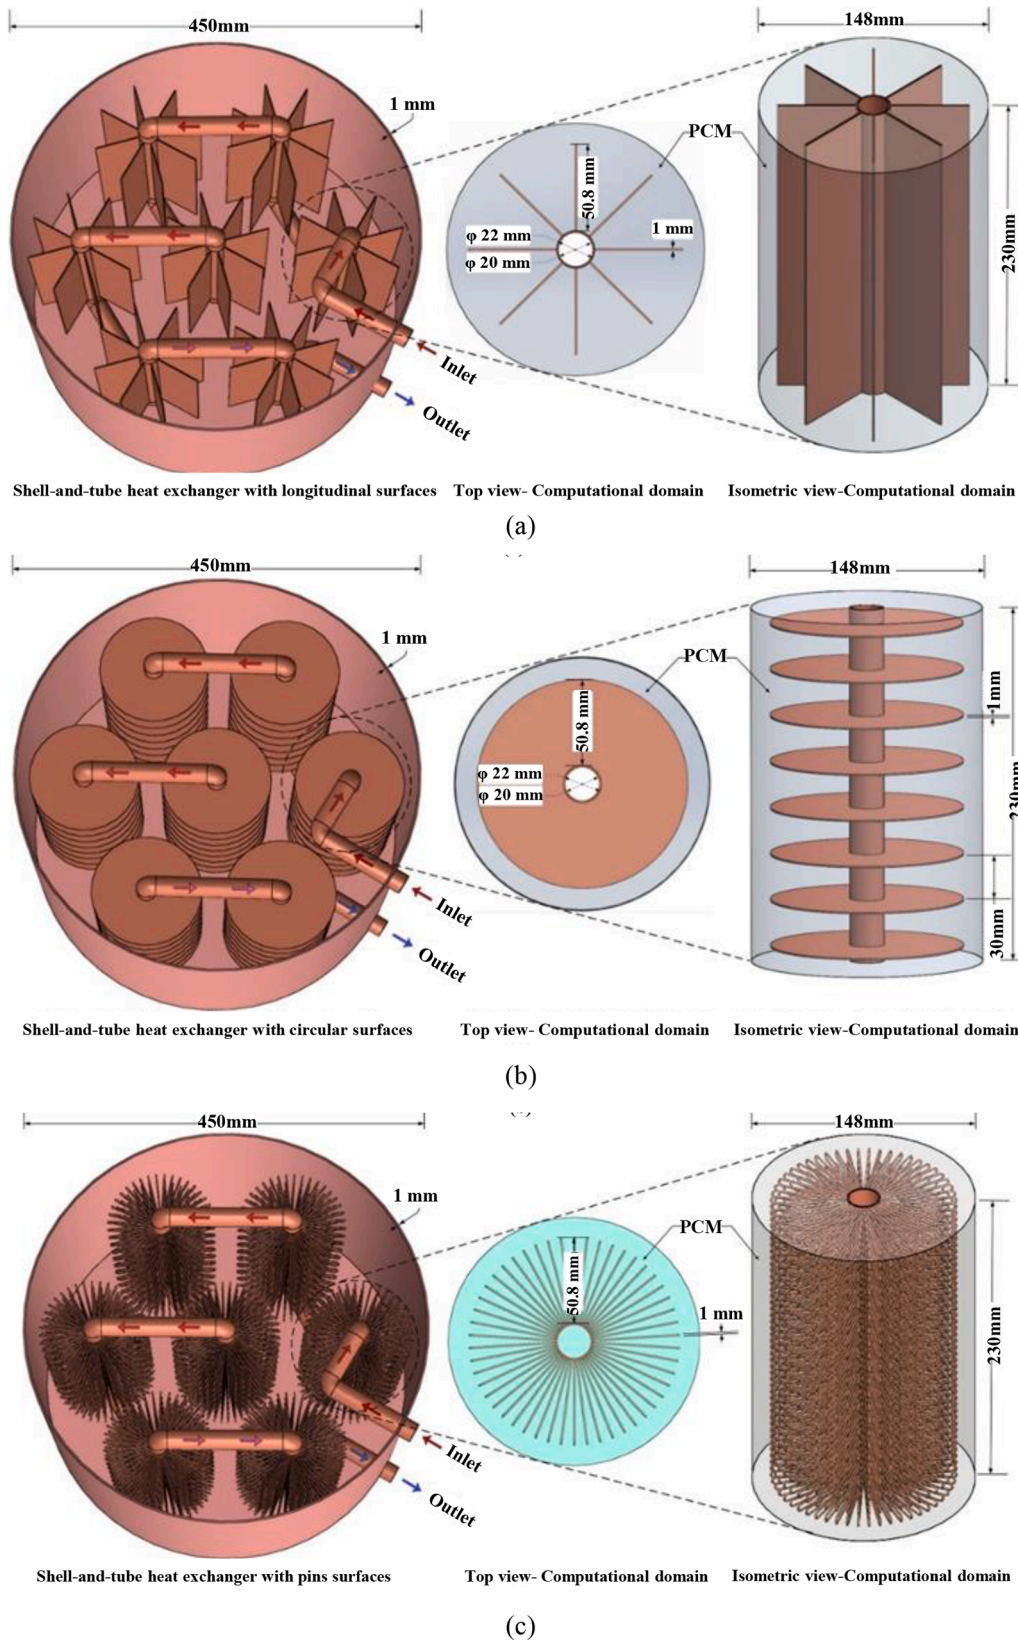 450mm
148mm
1 mm
PCM
50.8 mm
φ 22 mm
φ 20 mm
1 mm
230mm
Inlet
Outlet
Shell-and-tube heat exchanger with longitudinal surfaces
Top view- Computational domain
Isometric view-Computational domain
(a)
450mm
148mm
1 mm
PCM
50.8 mm
φ 22 mm
φ 20 mm
1mm
230mm
30mm
Inlet
Outlet
Shell-and-tube heat exchanger with circular surfaces
Top view- Computational domain
Isometric view-Computational domain
(b)
450mm
148mm
1 mm
PCM
50.8 mm
1 mm
230mm
Inlet
Outlet
Shell-and-tube heat exchanger with pins surfaces
Top view- Computational domain
Isometric view-Computational domain
(c)